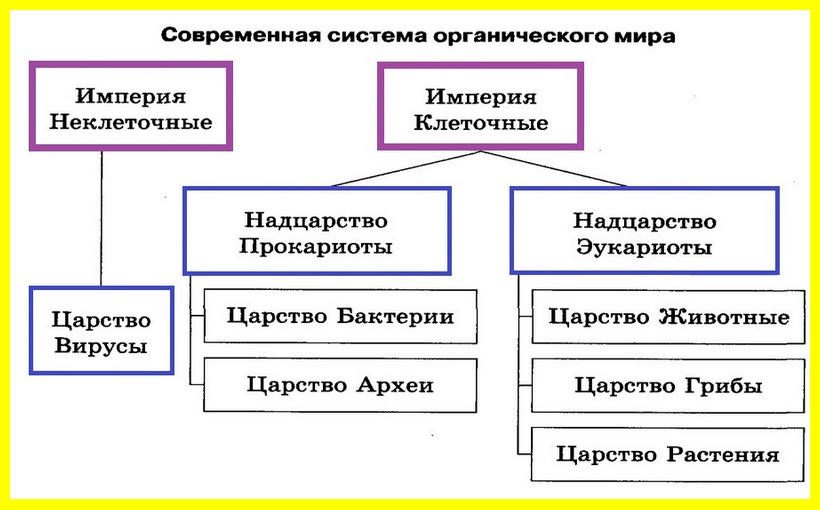 Современная система органического мира
Империя
Неклеточные
Империя
Клеточные
Надцарство
Прокариоты
Надцарство
Эукариоты
Царство
Вирусы
Царство Бактерии
Царство Археи
Царство Животные
Царство Грибы
Царство Растения